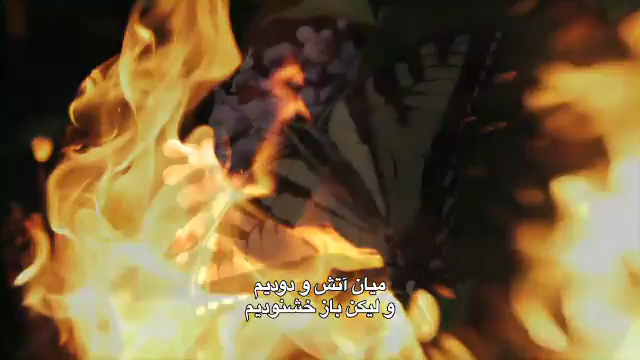 میان آتش و دودیم
و لیکن باز خشنودیم